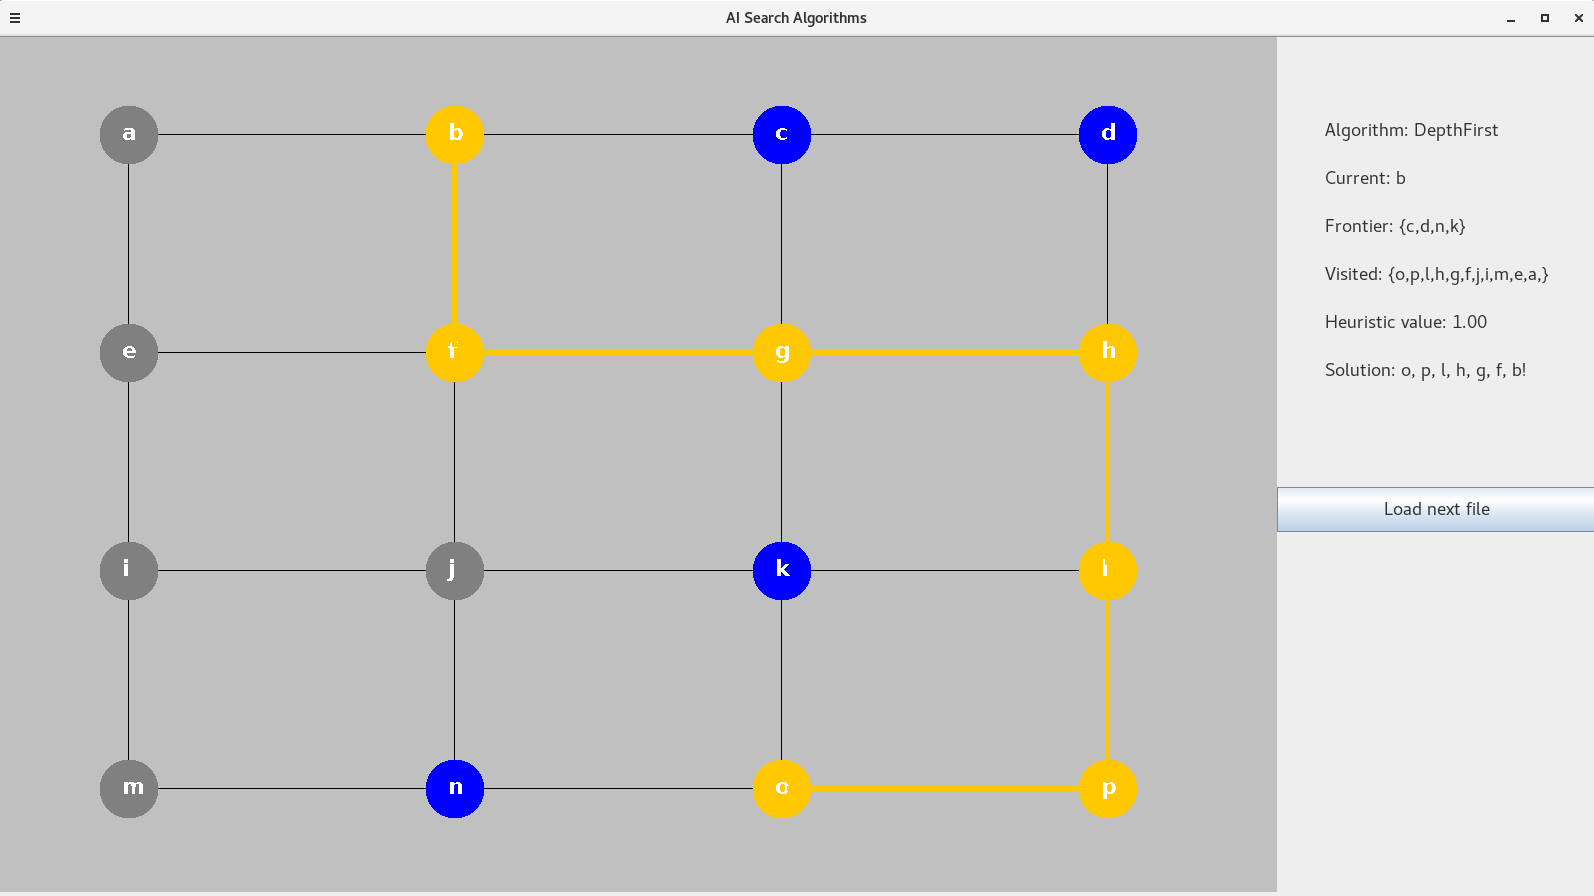 AI Search Algorithms
a b c d
e f g h
i j k l
m n o p
Algorithm: DepthFirst
Current: b
Frontier: {c,d,n,k}
Visited: {o,p,l,h,g,f,j,i,m,e,a,}
Heuristic value: 1.00
Solution: o, p, l, h, g, f, b!
Load next file